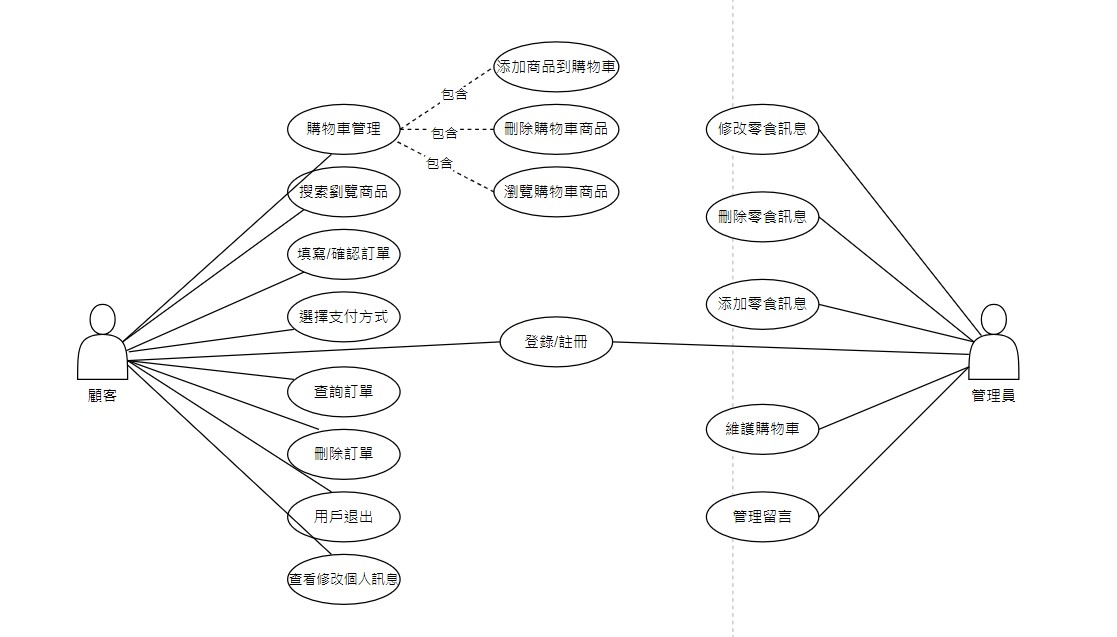 添加商品到購物車
包含
購物車管理
包含
刪除購物車商品
修改零食訊息
包含
搜索劉覽商品
瀏覽購物車商品
刪除零食訊息
填寫/確認訂單
添加零食訊息
選擇支付方式
登錄/註冊
顧客
查詢訂單
管理員
維護購物車
刪除訂單
用戶退出
管理留言
查看修改個人訊息